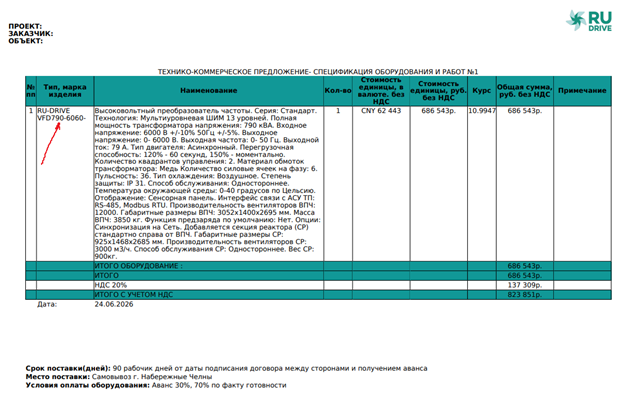 ПРОЕКТ:
ЗАКАЗЧИК:
ОБЪЕКТ:
RU
DRIVE
ТЕХНИКО-КОММЕРЧЕСКОЕ ПРЕДЛОЖЕНИЕ- СПЕЦИФИКАЦИЯ ОБОРУДОВАНИЯ И РАБОТ №1
№ пп Тип, марка изделия Наименование Кол-во Стоимость единицы, в валюте. без НДС Стоимость единицы, руб. без НДС Курс Общая сумма, руб. без НДС Примечание
1 RU-DRIVE VFD790-6060- Высоковольтный преобразователь частоты. Серия: Стандарт. 1 CNY 62 443 686 543р. 10.9947 686 543р.
Технология: Мультиуровневая ШИМ 13 уровней. Полная
мощность трансформатора напряжения: 790 кВА. Входное
напряжение: 6000 В +/-10% 50Гц +/-5%. Выходное
напряжение: 0- 6000 В. Выходная частота: 0- 50 Гц. Выходной
ток: 79 А. Тип двигателя: Асинхронный. Перегрузочная
способность: 120% - 60 секунд, 150% - моментально.
Количество квадрантов управления: 2. Материал обмоток
трансформатора: Медь Количество силовые ячеек на фазу: 6.
Пульсность: 36. Тип охлаждения: Воздушное. Степень
защиты: IP 31. Способ обслуживания: Одностороннее.
Температура окружающей среды: 0-40 градусов по Цельсию.
Отображение: Сенсорная панель. Интерфейс связи с АСУ ТП:
RS-485, Modbus RTU. Производитель вентиляторов ВПЧ:
12000. Габаритные размеры ВПЧ: 3052x1400x2695 мм. Масса
ВПЧ: 3850 кг. Функция предзаряда по умолчанию: Нет. Опции:
Синхронизация на Сеть. Добавляется секция реактора (СР)
стандартно справа от ВПЧ. Габаритные размеры СР:
925x1468x2685 мм. Производительность вентиляторов СР:
3000 м3/ч. Способ обслуживания СР: Одностороннее. Вес СР:
900кг.
ИТОГО ОБОРУДОВАНИЕ : 686 543р.
ИТОГО 686 543р.
НДС 20% 137 309р.
ИТОГО С УЧЕТОМ НДС 823 851р.
Дата: 24.06.2026
Срок поставки(дней): 90 рабочик дней от даты подписания договора между сторонами и получением аванса
Место поставки: Самовывоз г. Набережные Челны
Условия оплаты оборудования: Аванс 30%, 70% по факту готовности